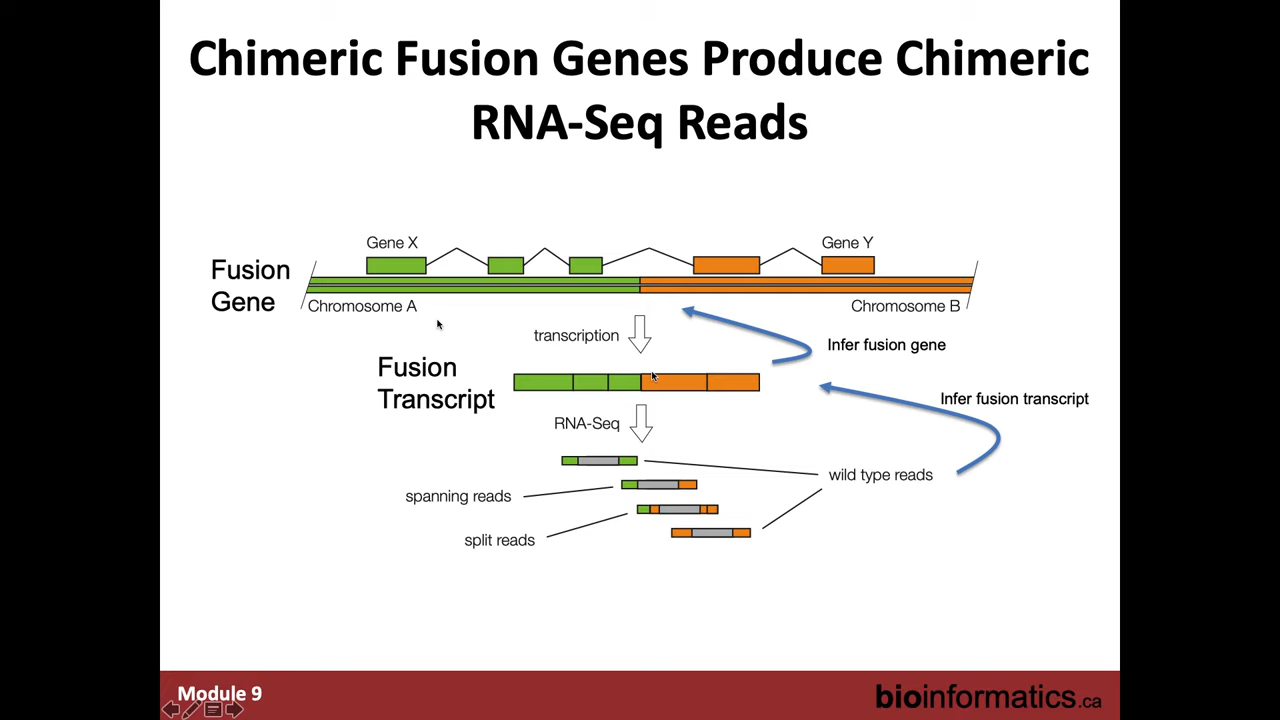 Chimeric Fusion Genes Produce Chimeric
RNA-Seq Reads
Gene X
Gene Y
Fusion
Gene
Chromosome A
Chromosome B
transcription
Infer fusion gene
Fusion
Transcript
Infer fusion transcript
RNA-Seq
wild type reads
spanning reads
split reads
Module 9
bioinformatics.ca